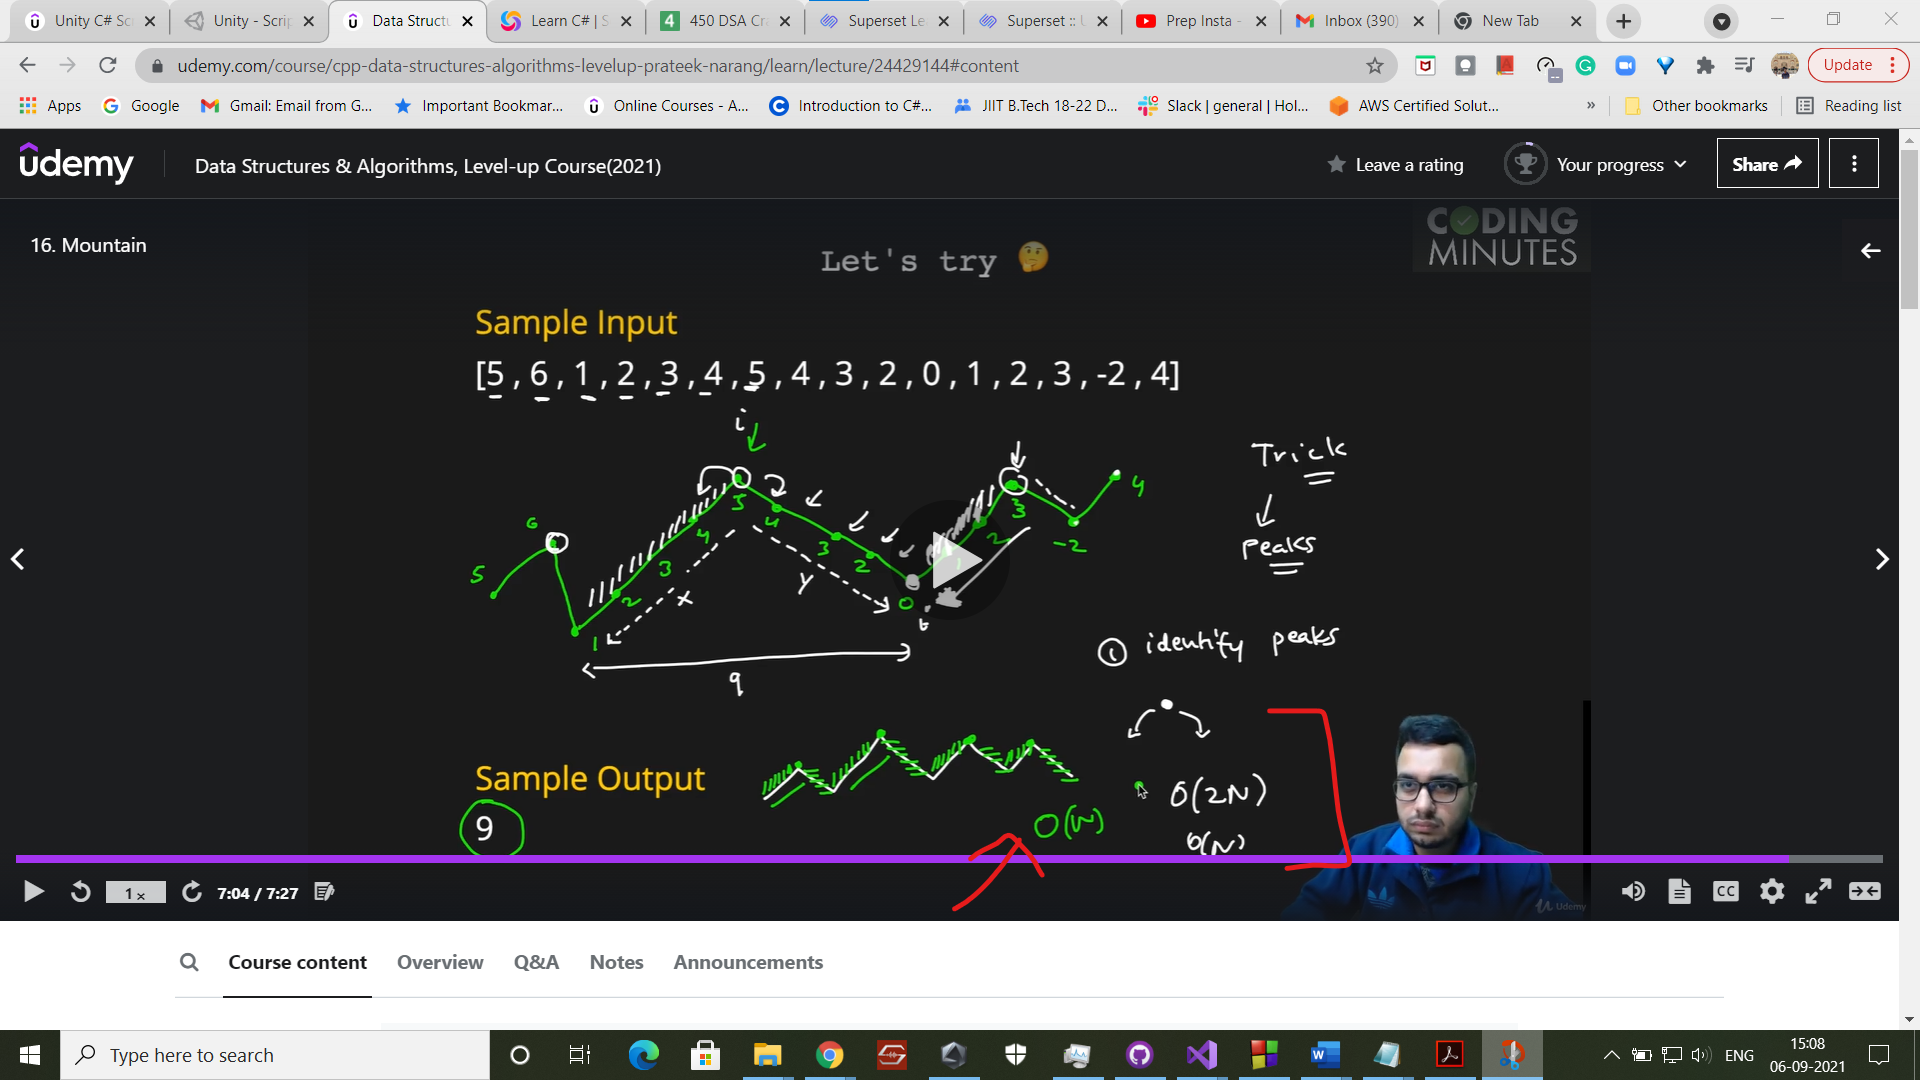 Unity C# Sc
Unity - Scrip
Data Structu
Learn C# | S
450 DSA Cra
Superset Le
Superset :: U
Prep Insta -
Inbox (390)
New Tab
udemy.com/course/cpp-data-structures-algorithms-levelup-prateek-narang/learn/lecture/24429144#content
Update
Apps
Google
Gmail: Email from G...
Important Bookmar...
Online Courses - A...
Introduction to C#...
JIIT B.Tech 18-22 D...
Slack | general | Hol...
AWS Certified Solut...
»
Other bookmarks
Reading list
udemy
Data Structures & Algorithms, Level-up Course(2021)
Leave a rating
Your progress
Share
16. Mountain
CODING
MINUTES
Let's try
Sample Input
[5 , 6 , 1 , 2 , 3 , 4 , 5 , 4 , 3 , 2 , 0 , 1 , 2 , 3 , -2 , 4]
i
Trick
peaks
5 6 1 2 3 4 5 4 3 2 0 1 2 3 -2 4
x
y
t
9
① identify peaks
Sample Output
9
O(N)
O(2N)
O(N)
1 x
7:04 / 7:27
CC
Udemy
Course content
Overview
Q&A
Notes
Announcements
Type here to search
ENG
15:08
06-09-2021